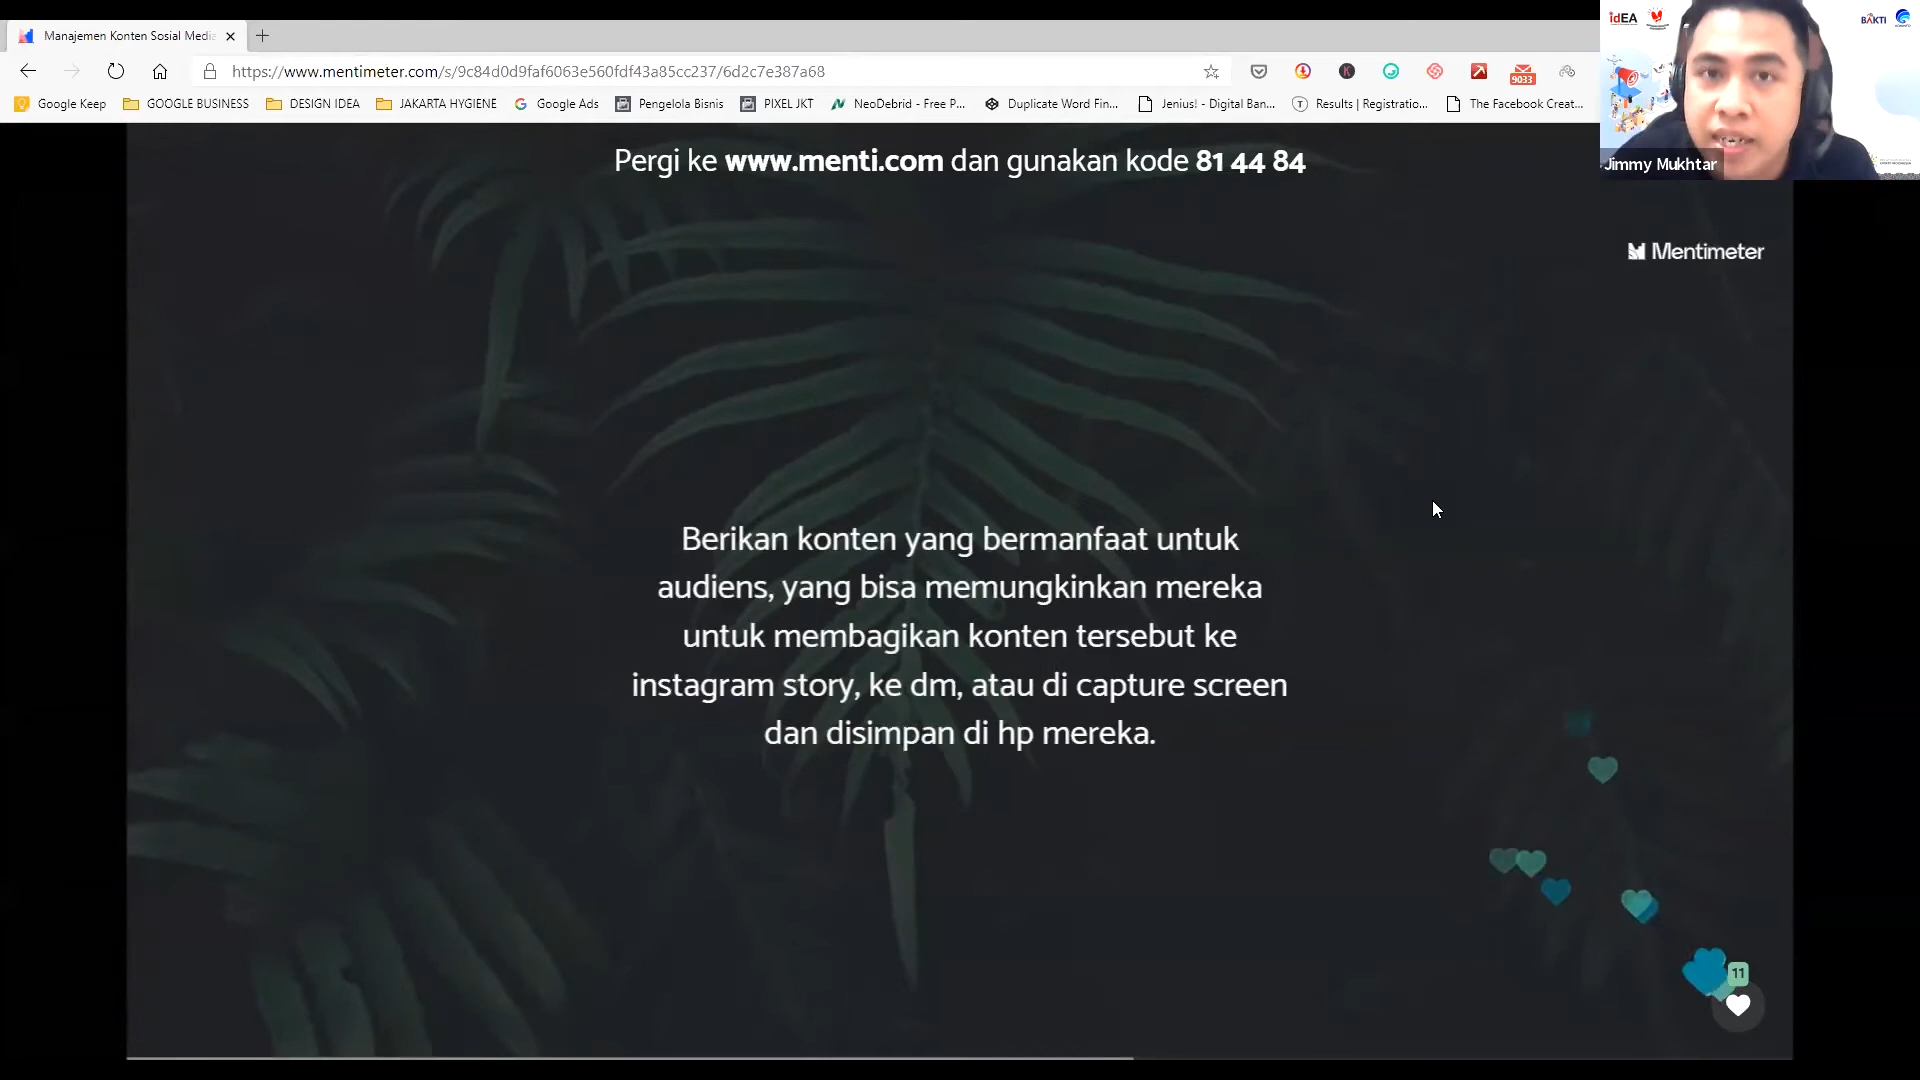 Manajemen Konten Sosial Media
https://www.mentimeter.com/s/9c84d0d9faf6063e560fdf43a85cc237/6d2c7e387a68
9033
Google Keep
GOOGLE BUSINESS
DESIGN IDEA
JAKARTA HYGIENE
Google Ads
Pengelola Bisnis
PIXEL JKT
NeoDebrid - Free P...
Duplicate Word Fin...
Jenius! - Digital Ban...
Results | Registratio...
The Facebook Creat...
idEA
BAKTI
Jimmy Mukhtar
Pergi ke www.menti.com dan gunakan kode 81 44 84
Mentimeter
Berikan konten yang bermanfaat untuk
audiens, yang bisa memungkinkan mereka
untuk membagikan konten tersebut ke
instagram story, ke dm, atau di capture screen
dan disimpan di hp mereka.
11